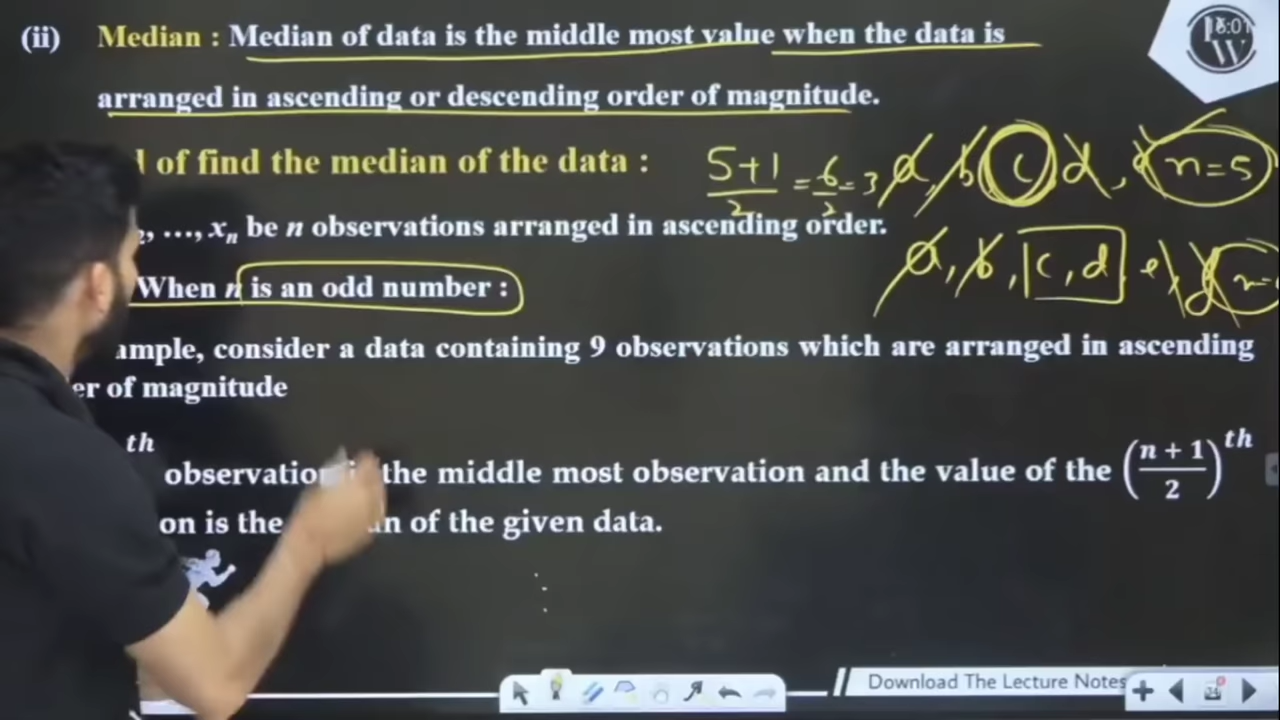 (ii) Median : Median of data is the middle most value when the data is
arranged in ascending or descending order of magnitude.
of find the median of the data :
5+1/2 = 6/2 = 3 a, b, c, d, n=5
..., xₙ be n observations arranged in ascending order.
a, b, c, d, e
When n is an odd number :
consider a data containing 9 observations which are arranged in ascending
of magnitude
th
observation the middle most observation and the value of the ((n + 1)/2)^th
is the of the given data.
Download The Lecture Notes